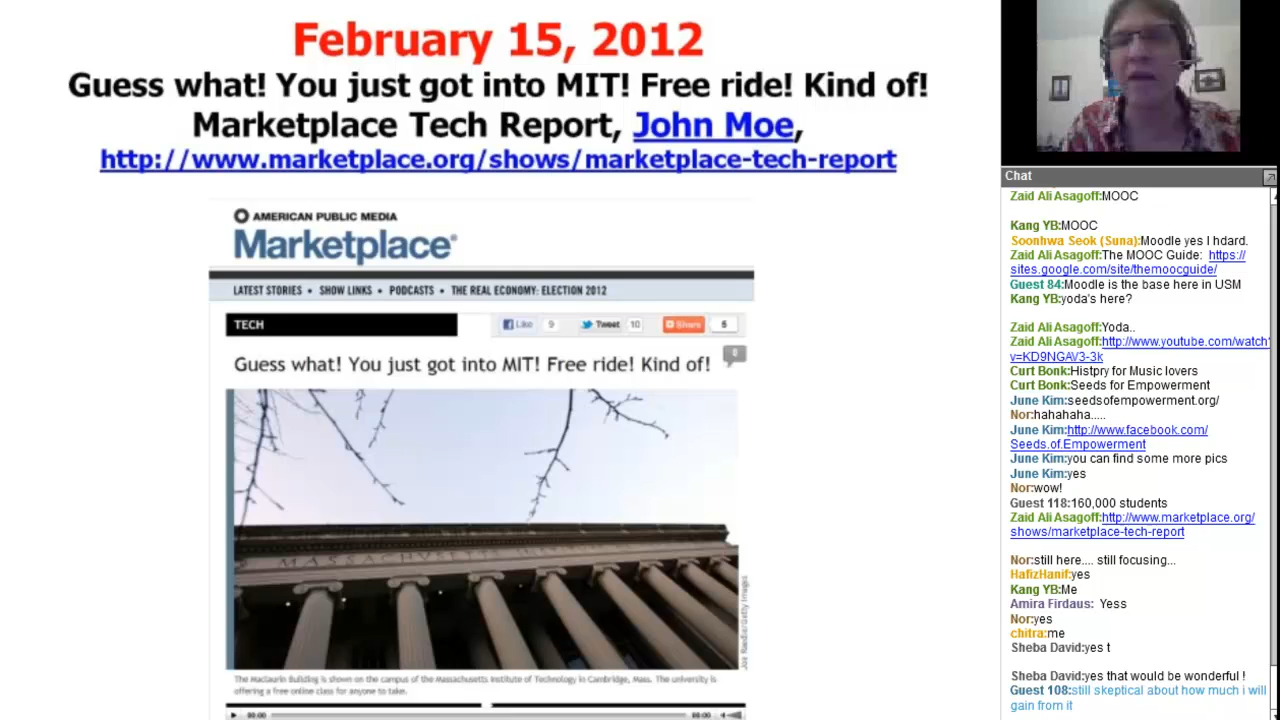 February 15, 2012
Guess what! You just got into MIT! Free ride! Kind of!
Marketplace Tech Report, John Moe,
http://www.marketplace.org/shows/marketplace-tech-report
AMERICAN PUBLIC MEDIA
Marketplace®
LATEST STORIES • SHOW LINKS • PODCASTS • THE REAL ECONOMY: ELECTION 2012
TECH
Like 9 Tweet 10 Share 5
Guess what! You just got into MIT! Free ride! Kind of!
0
MASSACHUSETTS
Joe Raedle/Getty Images
The Maclaurin Building is shown on the campus of the Massachusetts Institute of Technology in Cambridge, Mass. The university is
offering a free online class for anyone to take.
00:00 00:00
Chat
Zaid Ali Asagoff:MOOC
Kang YB:MOOC
Soonhwa Seok (Suna):Moodle yes I hdard.
Zaid Ali Asagoff:The MOOC Guide: https://
sites.google.com/site/themoocguide/
Guest 84:Moodle is the base here in USM
Kang YB:yoda's here?
Zaid Ali Asagoff:Yoda..
Zaid Ali Asagoff:http://www.youtube.com/watch?
v=KD9NGAV3-3k
Curt Bonk:Histpry for Music lovers
Curt Bonk:Seeds for Empowerment
June Kim:seedsofempowerment.org/
Nor:hahahaha.....
June Kim:http://www.facebook.com/
Seeds.of.Empowerment
June Kim:you can find some more pics
June Kim:yes
Nor:wow!
Guest 118:160,000 students
Zaid Ali Asagoff:http://www.marketplace.org/
shows/marketplace-tech-report
Nor:still here.... still focusing...
HafizHanif:yes
Kang YB:Me
Amira Firdaus: Yess
Nor:yes
chitra:me
Sheba David:yes t
Sheba David:yes that would be wonderful !
Guest 108:still skeptical about how much i will
gain from it